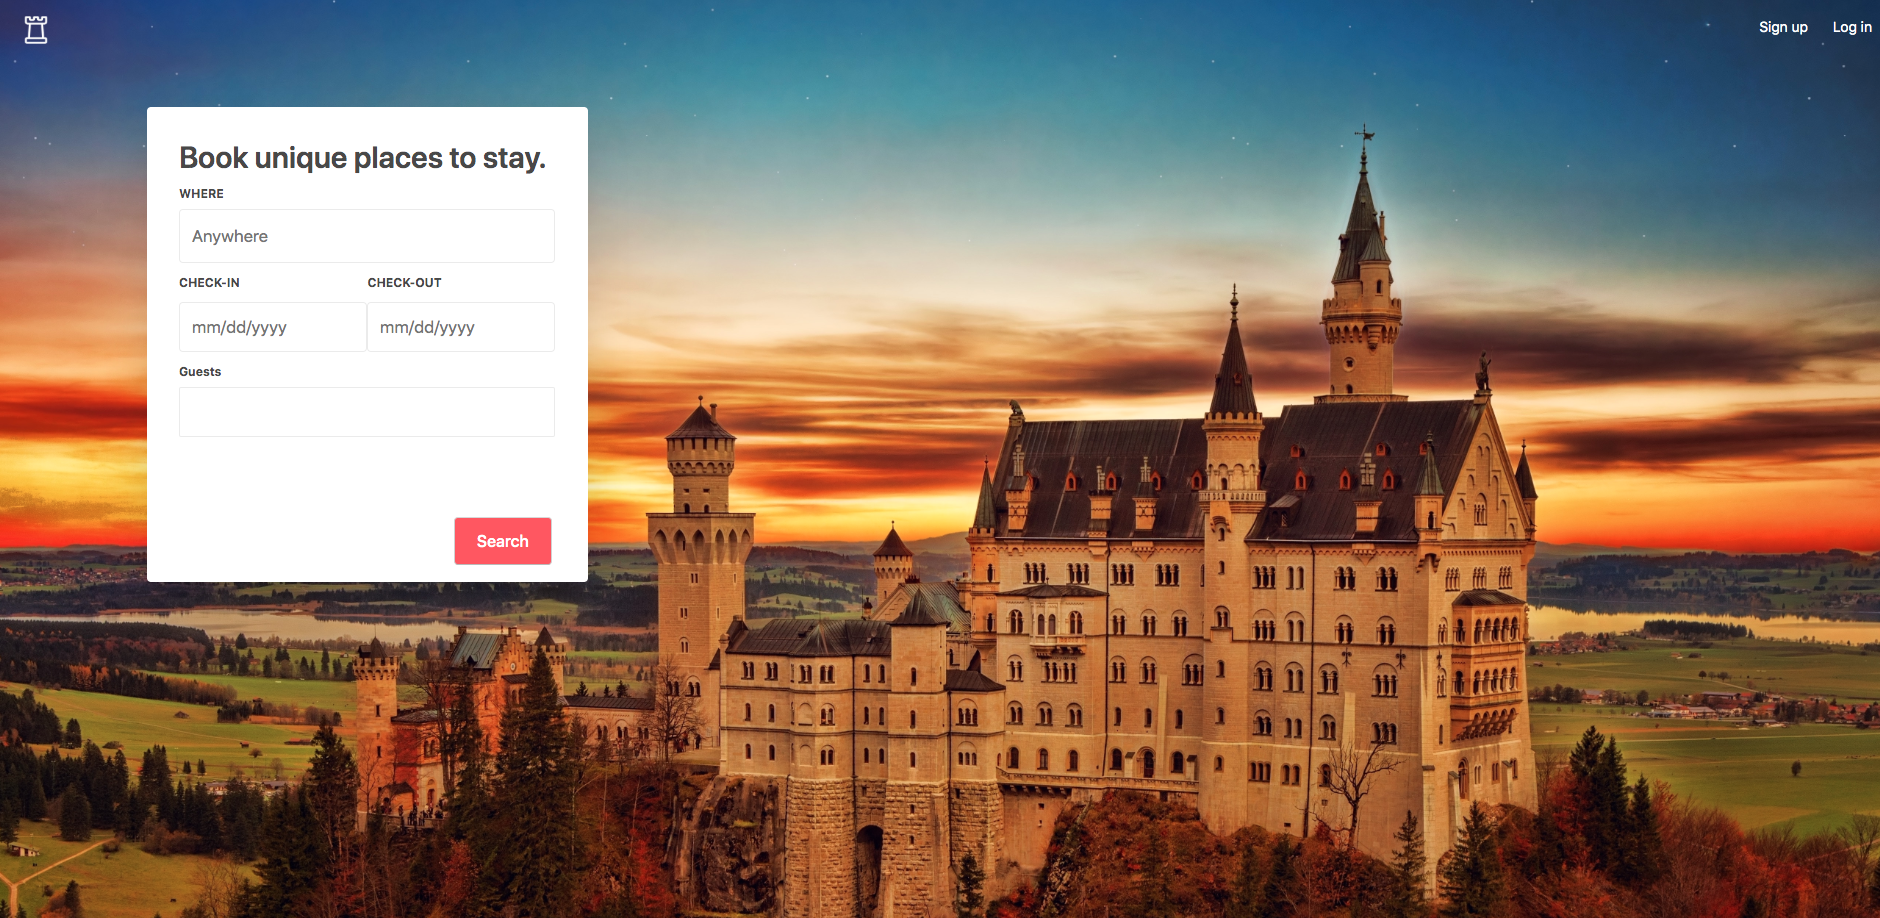 Sign up Log in
Book unique places to stay.
WHERE
Anywhere
CHECK-IN CHECK-OUT
mm/dd/yyyy mm/dd/yyyy
Guests
Search